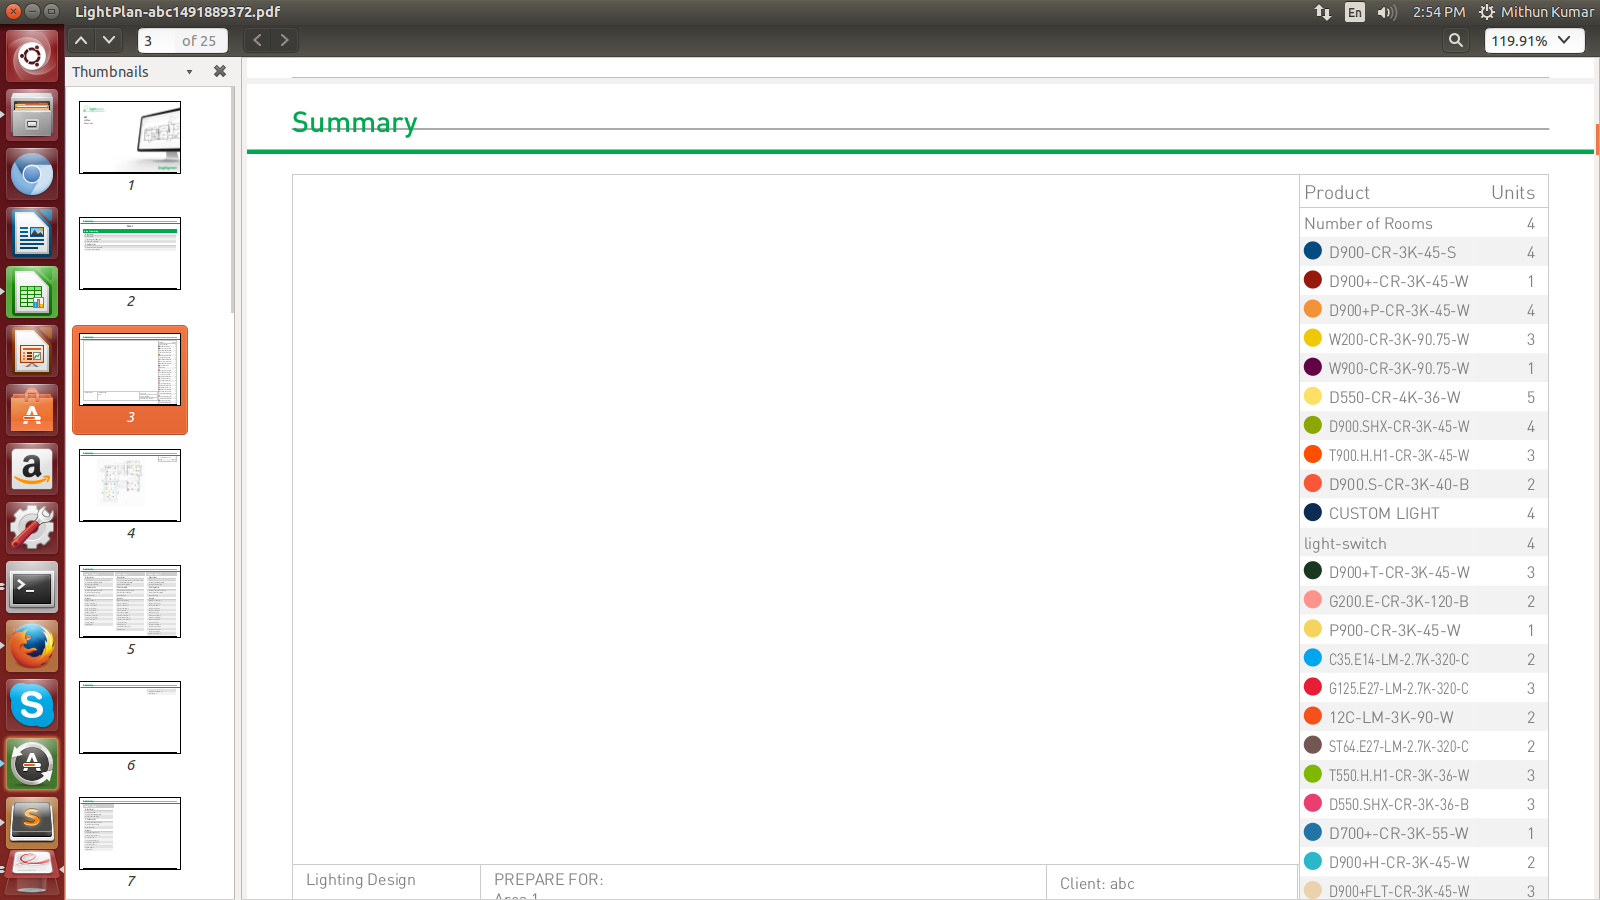 LightPlan-abc1491889372.pdf
En
2:54 PM
Mithun Kumar
3
of 25
119.91%
Thumbnails
1
2
3
4
5
6
7
Summary
Product Units
Number of Rooms 4
D900-CR-3K-45-S 4
D900+-CR-3K-45-W 1
D900+P-CR-3K-45-W 4
W200-CR-3K-90.75-W 3
W900-CR-3K-90.75-W 1
D550-CR-4K-36-W 5
D900.SHX-CR-3K-45-W 4
T900.H.H1-CR-3K-45-W 3
D900.S-CR-3K-40-B 2
CUSTOM LIGHT 4
light-switch 4
D900+T-CR-3K-45-W 3
G200.E-CR-3K-120-B 2
P900-CR-3K-45-W 1
C35.E14-LM-2.7K-320-C 2
G125.E27-LM-2.7K-320-C 3
12C-LM-3K-90-W 2
ST64.E27-LM-2.7K-320-C 2
T550.H.H1-CR-3K-36-W 3
D550.SHX-CR-3K-36-B 3
D700+-CR-3K-55-W 1
D900+H-CR-3K-45-W 2
D900+FLT-CR-3K-45-W 3
Lighting Design
PREPARE FOR:
Area 1
Client: abc